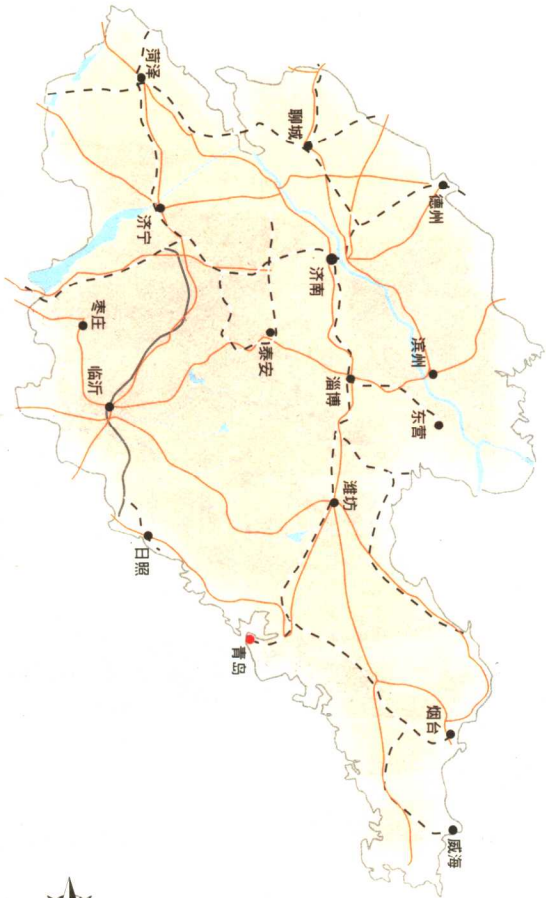 菏泽
聊城
德州
济宁
济南
枣庄
泰安
滨州
临沂
淄博
东营
潍坊
日照
青岛
烟台
威海